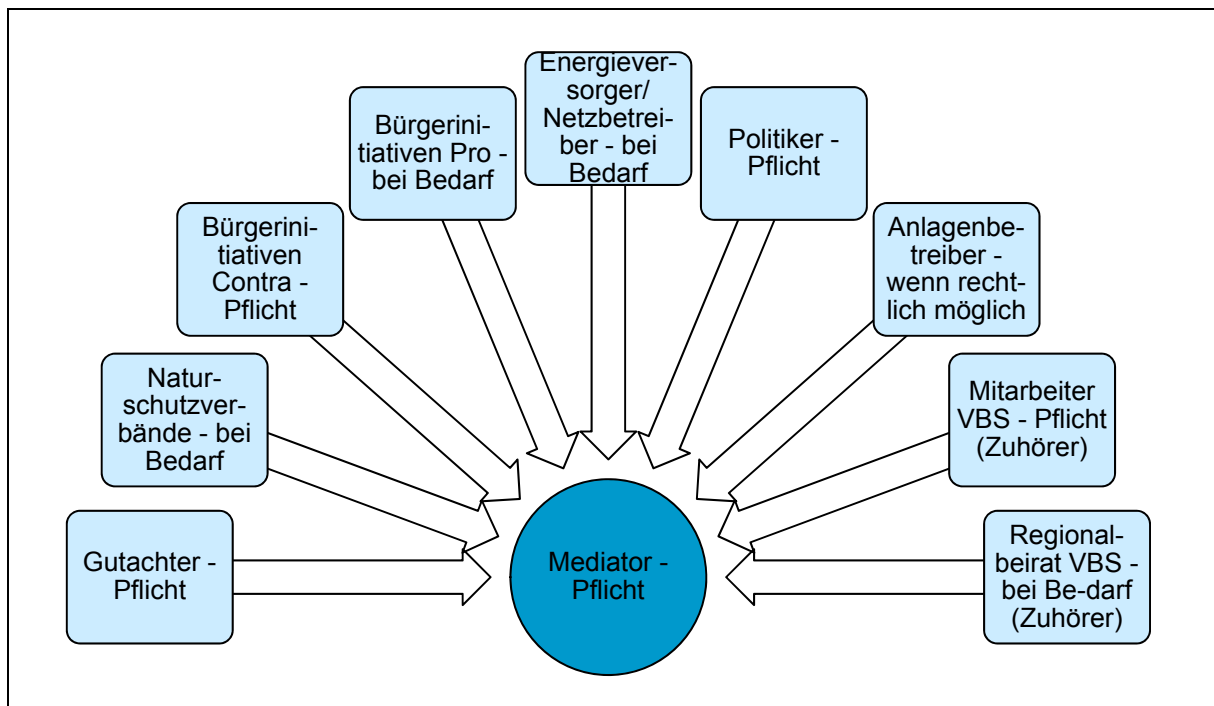 Energiever-
sorger/
Netzbetrei-
ber - bei
Bedarf
Bürgerini-
tiativen Pro -
bei Bedarf
Politiker -
Pflicht
Bürgerini-
tiativen
Contra -
Pflicht
Anlagenbe-
treiber -
wenn recht-
lich möglich
Natur-
schutzver-
bände - bei
Bedarf
Mitarbeiter
VBS - Pflicht
(Zuhörer)
Gutachter -
Pflicht
Mediator -
Pflicht
Regional-
beirat VBS -
bei Be-darf
(Zuhörer)